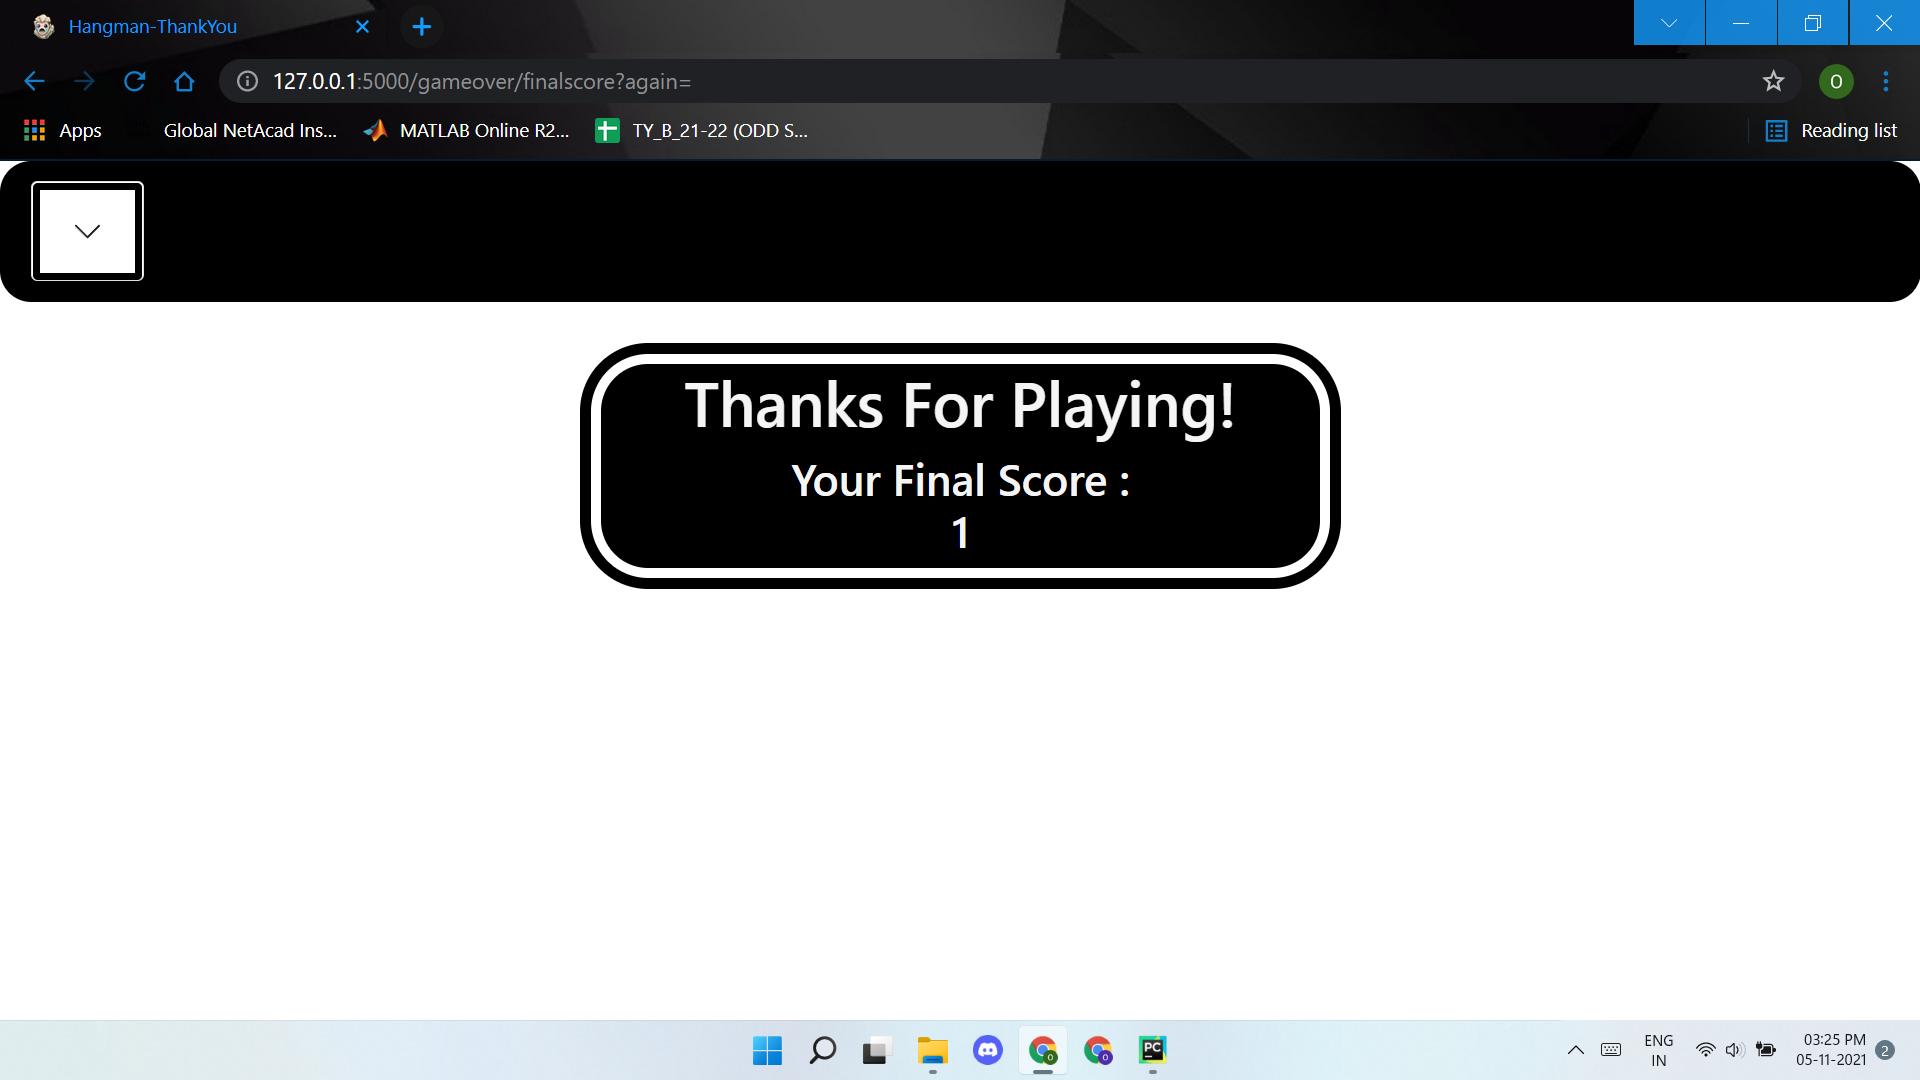 Hangman-ThankYou
127.0.0.1:5000/gameover/finalscore?again=
O
Apps
Global NetAcad Ins...
MATLAB Online R2...
TY_B_21-22 (ODD S...
Reading list
Thanks For Playing!
Your Final Score :
1
O
O
PC
ENG
IN
03:25 PM
05-11-2021
2